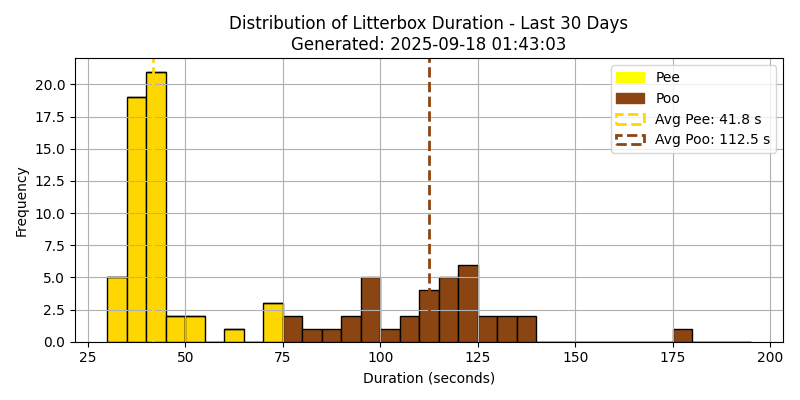 Distribution of Litterbox Duration - Last 30 Days
Generated: 2025-09-18 01:43:03
Pee
Poo
Avg Pee: 41.8 s
Avg Poo: 112.5 s
Frequency
20.0
17.5
15.0
12.5
10.0
7.5
5.0
2.5
0.0
25 50 75 100 125 150 175 200
Duration (seconds)